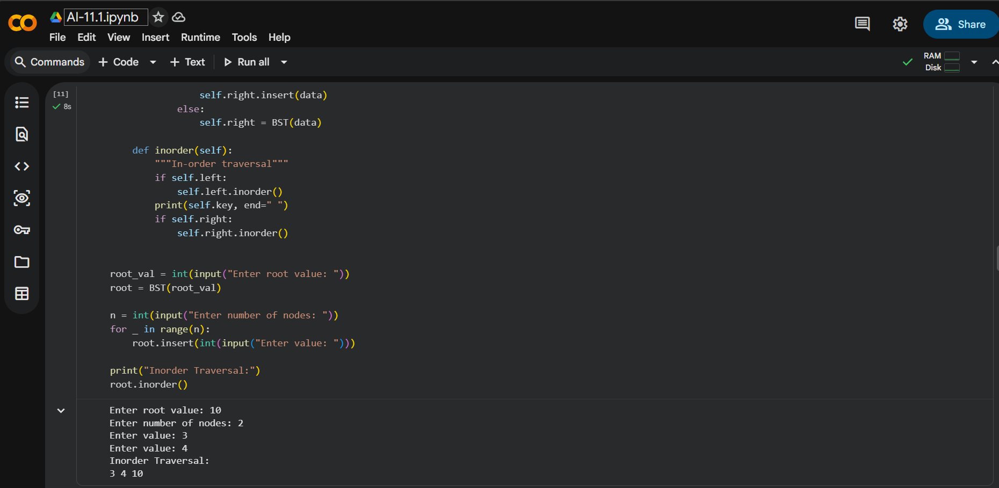 AI-11.1.ipynb
File Edit View Insert Runtime Tools Help
Share
Commands + Code + Text Run all
RAM
Disk
[11]
8s
self.right.insert(data)
else:
self.right = BST(data)
def inorder(self):
"""In-order traversal"""
if self.left:
self.left.inorder()
print(self.key, end=" ")
if self.right:
self.right.inorder()
root_val = int(input("Enter root value: "))
root = BST(root_val)
n = int(input("Enter number of nodes: "))
for _ in range(n):
root.insert(int(input("Enter value: ")))
print("Inorder Traversal:")
root.inorder()
Enter root value: 10
Enter number of nodes: 2
Enter value: 3
Enter value: 4
Inorder Traversal:
3 4 10